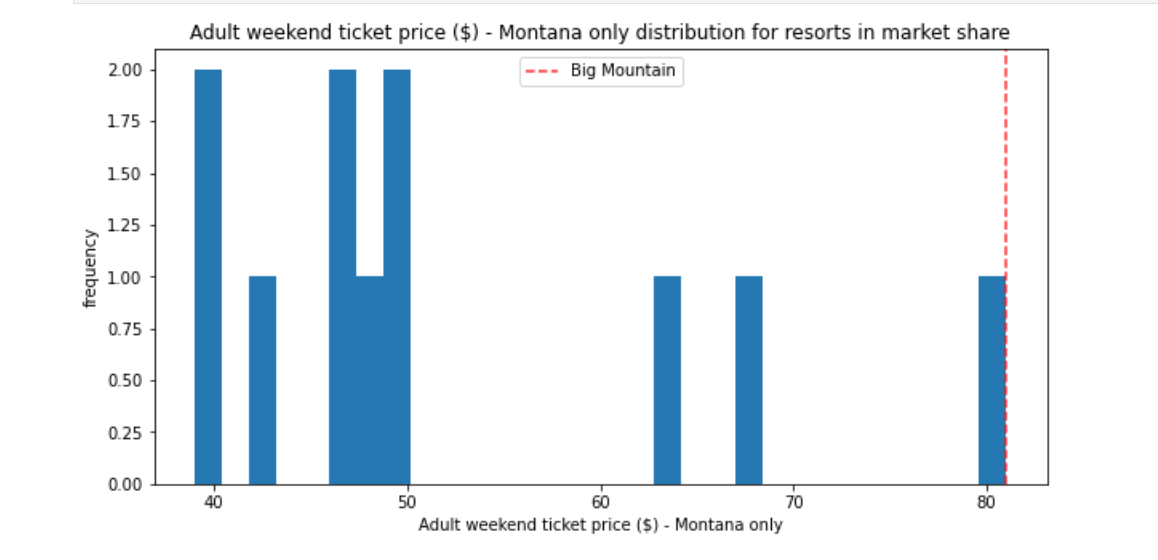 Adult weekend ticket price ($) - Montana only distribution for resorts in market share
Big Mountain
2.00
1.75
1.50
1.25
1.00
0.75
0.50
0.25
0.00
frequency
40 50 60 70 80
Adult weekend ticket price ($) - Montana only